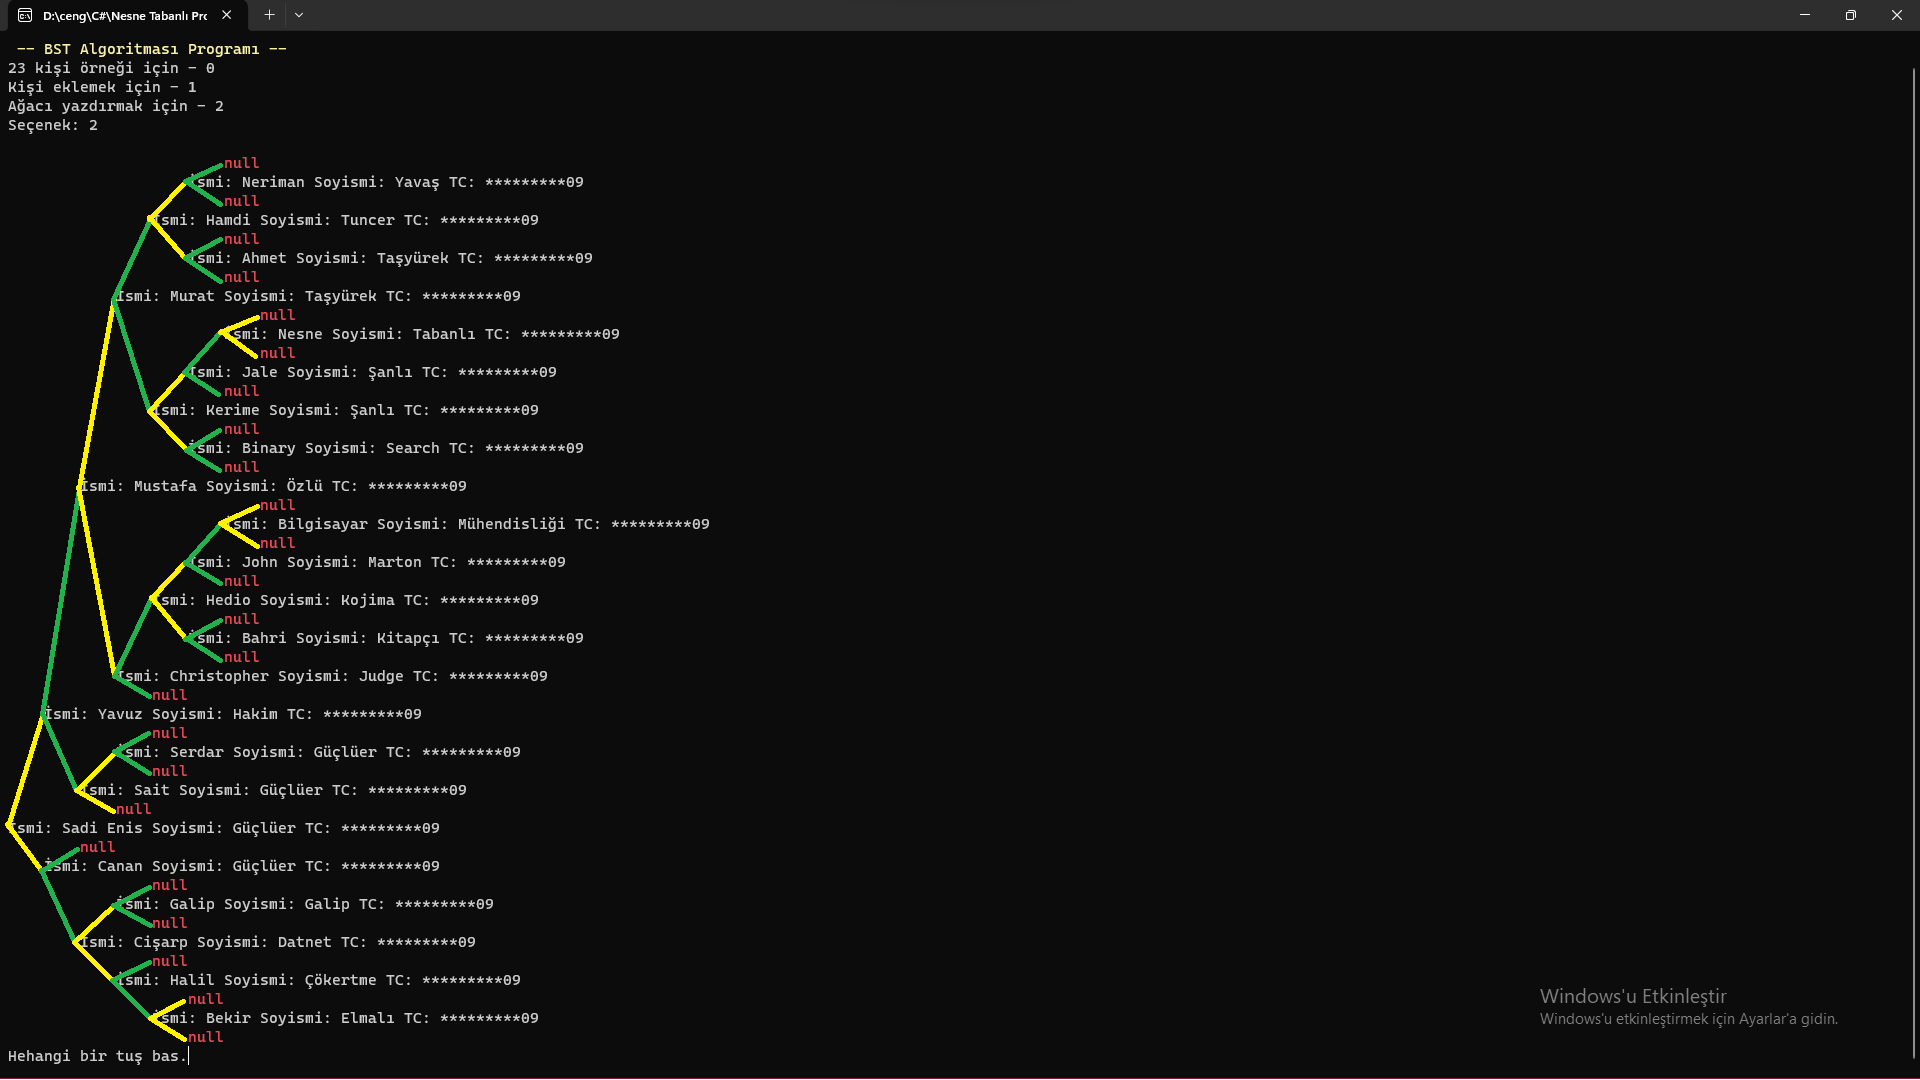 D:\ceng\C#\Nesne Tabanlı Prc
-- BST Algoritması Programı --
23 kişi örneği için - 0
Kişi eklemek için - 1
Ağacı yazdırmak için - 2
Seçenek: 2
null
İsmi: Neriman Soyismi: Yavaş TC: *********09
null
İsmi: Hamdi Soyismi: Tuncer TC: *********09
null
İsmi: Ahmet Soyismi: Taşyürek TC: *********09
null
İsmi: Murat Soyismi: Taşyürek TC: *********09
null
İsmi: Nesne Soyismi: Tabanlı TC: *********09
null
İsmi: Jale Soyismi: Şanlı TC: *********09
null
İsmi: Kerime Soyismi: Şanlı TC: *********09
null
İsmi: Binary Soyismi: Search TC: *********09
null
İsmi: Mustafa Soyismi: Özlü TC: *********09
null
İsmi: Bilgisayar Soyismi: Mühendisliği TC: *********09
null
İsmi: John Soyismi: Marton TC: *********09
null
İsmi: Hedio Soyismi: Kojima TC: *********09
null
İsmi: Bahri Soyismi: Kitapçı TC: *********09
null
İsmi: Christopher Soyismi: Judge TC: *********09
null
İsmi: Yavuz Soyismi: Hakim TC: *********09
null
İsmi: Serdar Soyismi: Güçlüer TC: *********09
null
İsmi: Sait Soyismi: Güçlüer TC: *********09
null
İsmi: Sadi Enis Soyismi: Güçlüer TC: *********09
null
İsmi: Canan Soyismi: Güçlüer TC: *********09
null
İsmi: Galip Soyismi: Galip TC: *********09
null
İsmi: Cişarp Soyismi: Datnet TC: *********09
null
İsmi: Halil Soyismi: Çökertme TC: *********09
null
İsmi: Bekir Soyismi: Elmalı TC: *********09
null
Hehangi bir tuş bas.
Windows'u Etkinleştir
Windows'u etkinleştirmek için Ayarlar'a gidin.